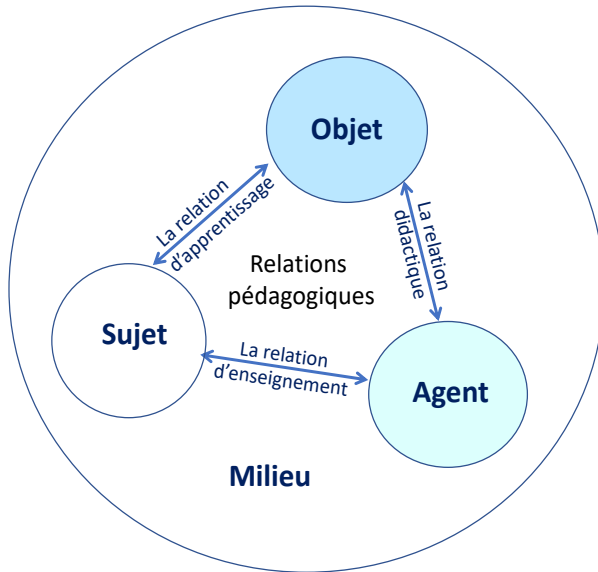 Objet
La relation
d'apprentissage
La relation
didactique
Relations
pédagogiques
Sujet
La relation
d'enseignement
Agent
Milieu